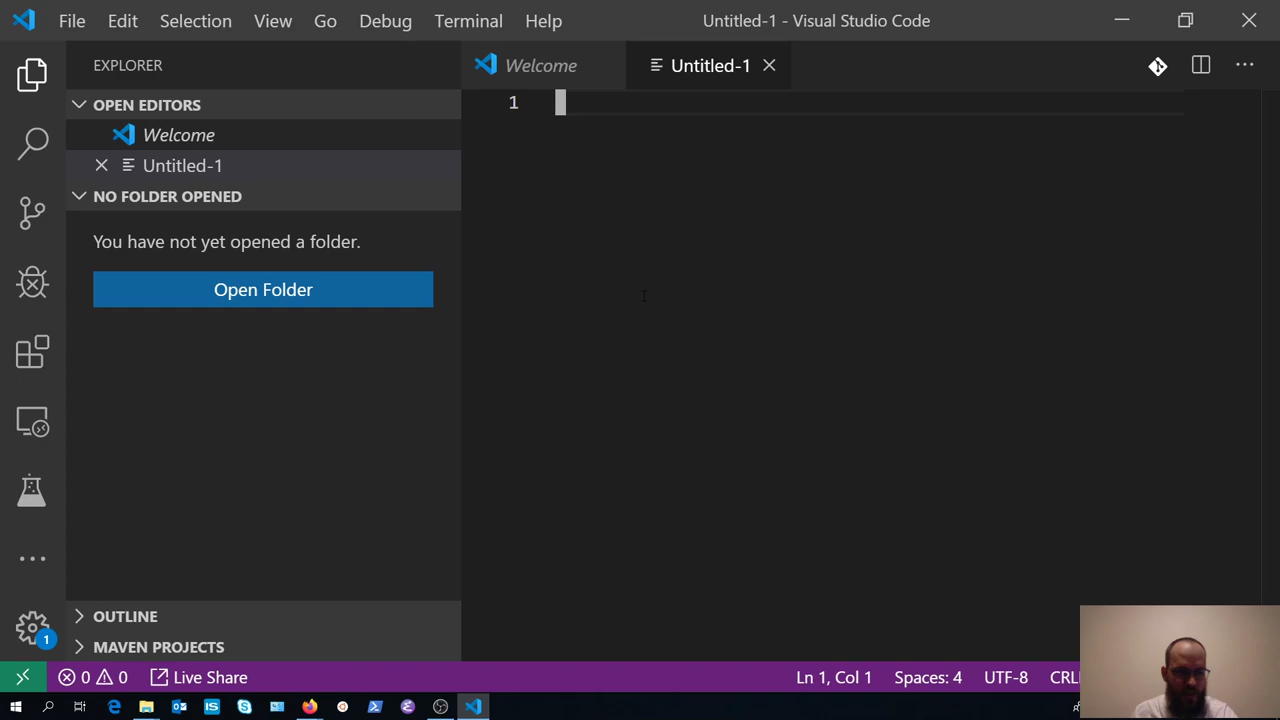 File Edit Selection View Go Debug Terminal Help Untitled-1 - Visual Studio Code
EXPLORER
OPEN EDITORS
Welcome
Untitled-1
NO FOLDER OPENED
You have not yet opened a folder.
Open Folder
OUTLINE
MAVEN PROJECTS
Welcome Untitled-1
1
1
0 0 Live Share Ln 1, Col 1 Spaces: 4 UTF-8 CRL
IS